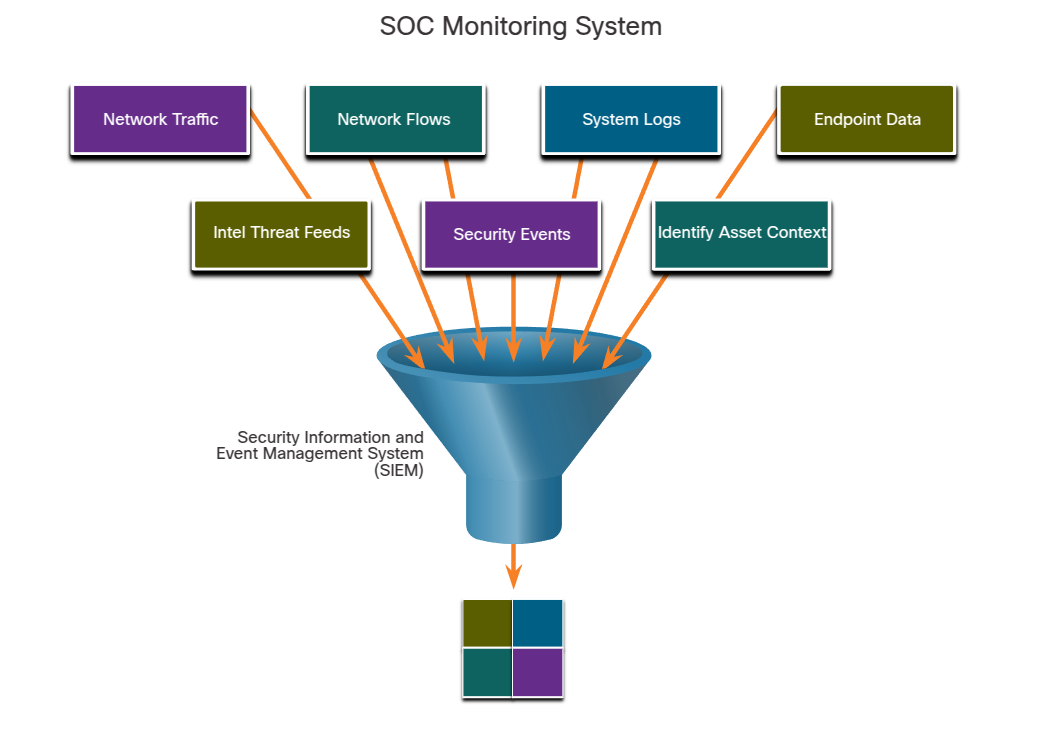 SOC Monitoring System
Network Traffic
Network Flows
System Logs
Endpoint Data
Intel Threat Feeds
Security Events
Identify Asset Context
Security Information and
Event Management System
(SIEM)